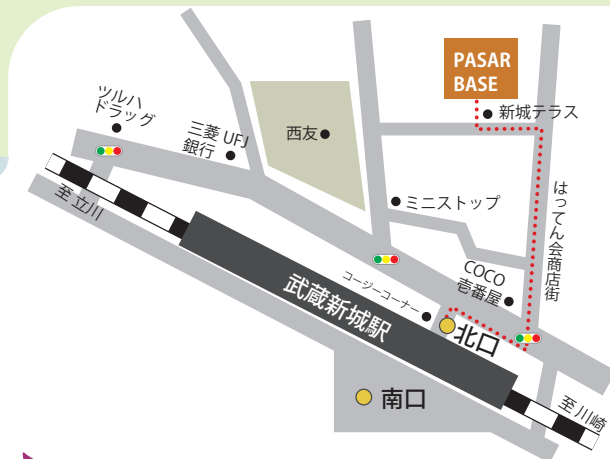 PASAR
BASE
新城テラス
ツルハ
ドラッグ
三菱 UFJ
銀行
西友
ミニストップ
はってん会商店街
至 立川
COCO
壱番屋
コージーコーナー
武蔵新城駅
北口
南口
至 川崎